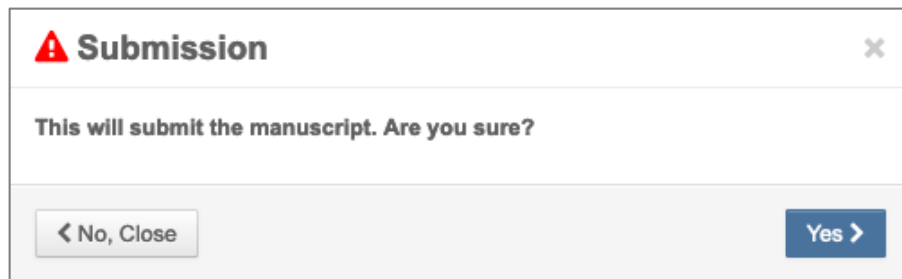 Submission
This will submit the manuscript. Are you sure?
No, Close
Yes